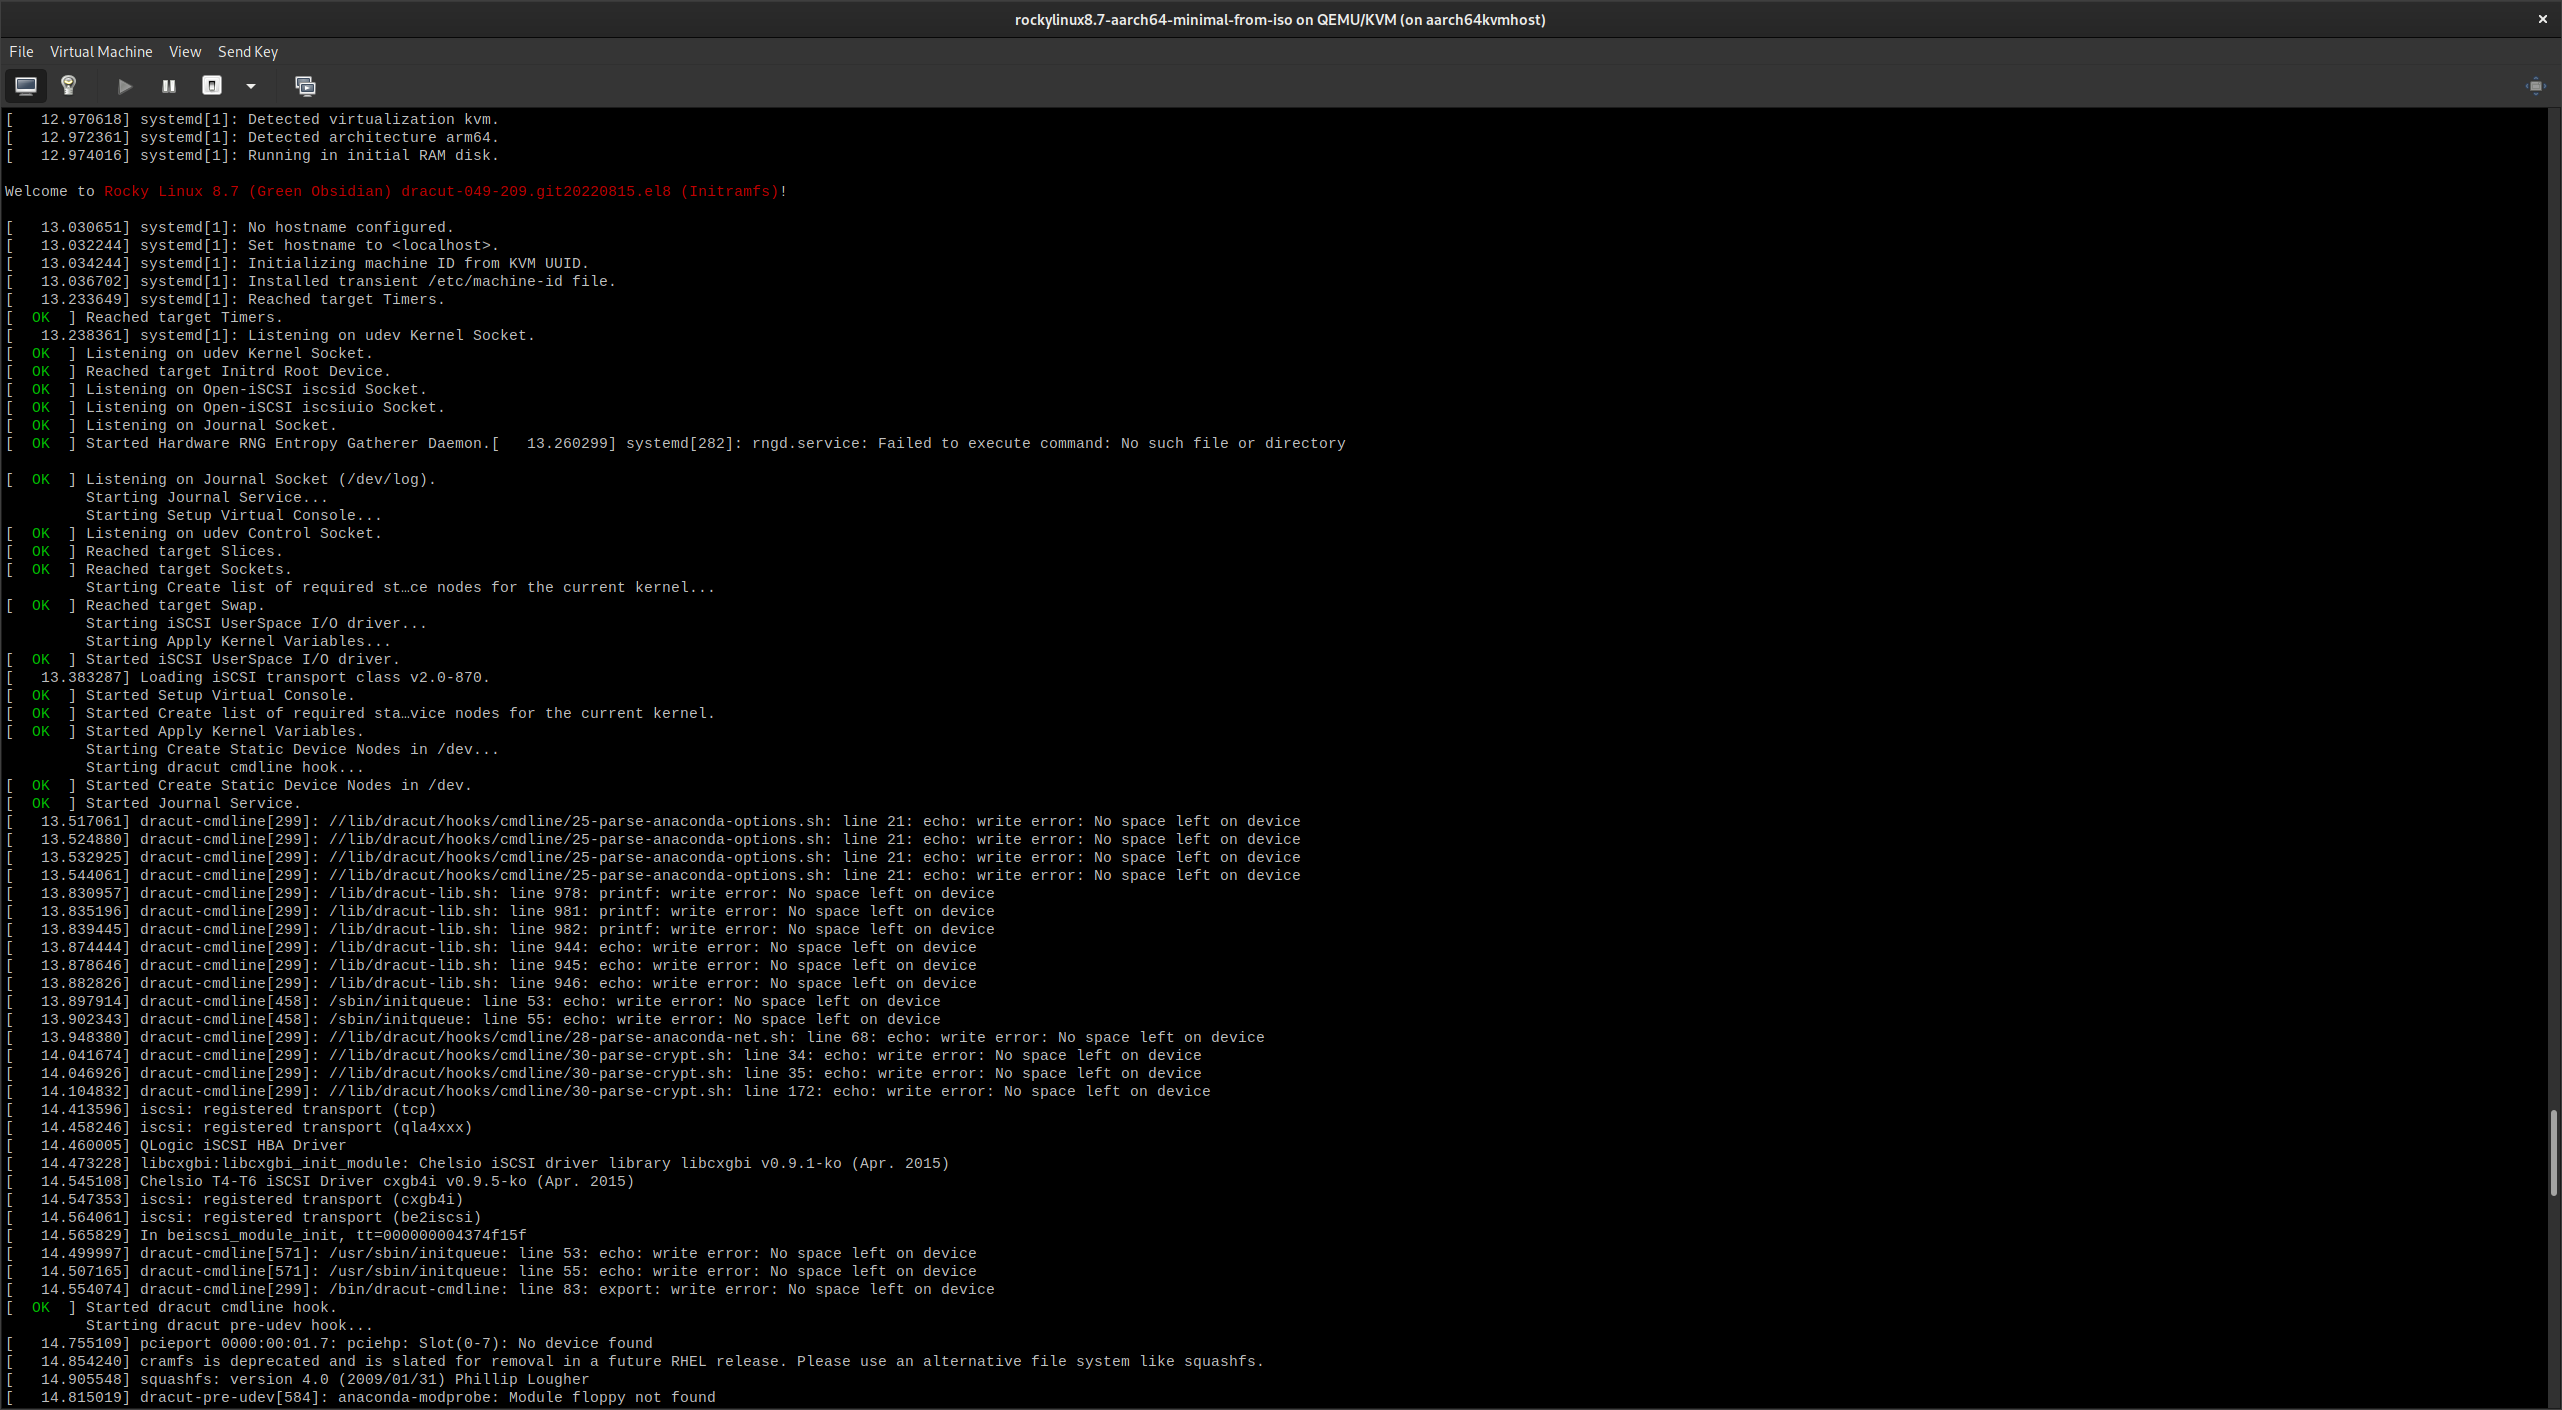 rockylinux8.7-aarch64-minimal-from-iso on QEMU/KVM (on aarch64kvmhost)
File Virtual Machine View Send Key
[   12.970618] systemd[1]: Detected virtualization kvm.
[   12.972361] systemd[1]: Detected architecture arm64.
[   12.974016] systemd[1]: Running in initial RAM disk.
Welcome to Rocky Linux 8.7 (Green Obsidian) dracut-049-209.git20220815.el8 (Initramfs)!
[   13.030651] systemd[1]: No hostname configured.
[   13.032244] systemd[1]: Set hostname to <localhost>.
[   13.034244] systemd[1]: Initializing machine ID from KVM UUID.
[   13.036702] systemd[1]: Installed transient /etc/machine-id file.
[   13.233649] systemd[1]: Reached target Timers.
[  OK  ] Reached target Timers.
[   13.238361] systemd[1]: Listening on udev Kernel Socket.
[  OK  ] Listening on udev Kernel Socket.
[  OK  ] Reached target Initrd Root Device.
[  OK  ] Listening on Open-iSCSI iscsid Socket.
[  OK  ] Listening on Open-iSCSI iscsiuio Socket.
[  OK  ] Listening on Journal Socket.
[  OK  ] Started Hardware RNG Entropy Gatherer Daemon.[   13.260299] systemd[282]: rngd.service: Failed to execute command: No such file or directory
[  OK  ] Listening on Journal Socket (/dev/log).
Starting Journal Service...
Starting Setup Virtual Console...
[  OK  ] Listening on udev Control Socket.
[  OK  ] Reached target Slices.
[  OK  ] Reached target Sockets.
Starting Create list of required st…ce nodes for the current kernel...
[  OK  ] Reached target Swap.
Starting iSCSI UserSpace I/O driver...
Starting Apply Kernel Variables...
[  OK  ] Started iSCSI UserSpace I/O driver.
[   13.383287] Loading iSCSI transport class v2.0-870.
[  OK  ] Started Setup Virtual Console.
[  OK  ] Started Create list of required sta…vice nodes for the current kernel.
[  OK  ] Started Apply Kernel Variables.
Starting Create Static Device Nodes in /dev...
Starting dracut cmdline hook...
[  OK  ] Started Create Static Device Nodes in /dev.
[  OK  ] Started Journal Service.
[   13.517061] dracut-cmdline[299]: //lib/dracut/hooks/cmdline/25-parse-anaconda-options.sh: line 21: echo: write error: No space left on device
[   13.524880] dracut-cmdline[299]: //lib/dracut/hooks/cmdline/25-parse-anaconda-options.sh: line 21: echo: write error: No space left on device
[   13.532925] dracut-cmdline[299]: //lib/dracut/hooks/cmdline/25-parse-anaconda-options.sh: line 21: echo: write error: No space left on device
[   13.544061] dracut-cmdline[299]: //lib/dracut/hooks/cmdline/25-parse-anaconda-options.sh: line 21: echo: write error: No space left on device
[   13.830957] dracut-cmdline[299]: /lib/dracut-lib.sh: line 978: printf: write error: No space left on device
[   13.835196] dracut-cmdline[299]: /lib/dracut-lib.sh: line 981: printf: write error: No space left on device
[   13.839445] dracut-cmdline[299]: /lib/dracut-lib.sh: line 982: printf: write error: No space left on device
[   13.874444] dracut-cmdline[299]: /lib/dracut-lib.sh: line 944: echo: write error: No space left on device
[   13.878646] dracut-cmdline[299]: /lib/dracut-lib.sh: line 945: echo: write error: No space left on device
[   13.882826] dracut-cmdline[299]: /lib/dracut-lib.sh: line 946: echo: write error: No space left on device
[   13.897914] dracut-cmdline[458]: /sbin/initqueue: line 53: echo: write error: No space left on device
[   13.902343] dracut-cmdline[458]: /sbin/initqueue: line 55: echo: write error: No space left on device
[   13.948380] dracut-cmdline[299]: //lib/dracut/hooks/cmdline/28-parse-anaconda-net.sh: line 68: echo: write error: No space left on device
[   14.041674] dracut-cmdline[299]: //lib/dracut/hooks/cmdline/30-parse-crypt.sh: line 34: echo: write error: No space left on device
[   14.046926] dracut-cmdline[299]: //lib/dracut/hooks/cmdline/30-parse-crypt.sh: line 35: echo: write error: No space left on device
[   14.104832] dracut-cmdline[299]: //lib/dracut/hooks/cmdline/30-parse-crypt.sh: line 172: echo: write error: No space left on device
[   14.413596] iscsi: registered transport (tcp)
[   14.458246] iscsi: registered transport (qla4xxx)
[   14.460005] QLogic iSCSI HBA Driver
[   14.473228] libcxgbi:libcxgbi_init_module: Chelsio iSCSI driver library libcxgbi v0.9.1-ko (Apr. 2015)
[   14.545108] Chelsio T4-T6 iSCSI Driver cxgb4i v0.9.5-ko (Apr. 2015)
[   14.547353] iscsi: registered transport (cxgb4i)
[   14.564061] iscsi: registered transport (be2iscsi)
[   14.565829] In beiscsi_module_init, tt=000000004374f15f
[   14.499997] dracut-cmdline[571]: /usr/sbin/initqueue: line 53: echo: write error: No space left on device
[   14.507165] dracut-cmdline[571]: /usr/sbin/initqueue: line 55: echo: write error: No space left on device
[   14.554074] dracut-cmdline[299]: /bin/dracut-cmdline: line 83: export: write error: No space left on device
[  OK  ] Started dracut cmdline hook.
Starting dracut pre-udev hook...
[   14.755109] pcieport 0000:00:01.7: pciehp: Slot(0-7): No device found
[   14.854240] cramfs is deprecated and is slated for removal in a future RHEL release. Please use an alternative file system like squashfs.
[   14.905548] squashfs: version 4.0 (2009/01/31) Phillip Lougher
[   14.815019] dracut-pre-udev[584]: anaconda-modprobe: Module floppy not found